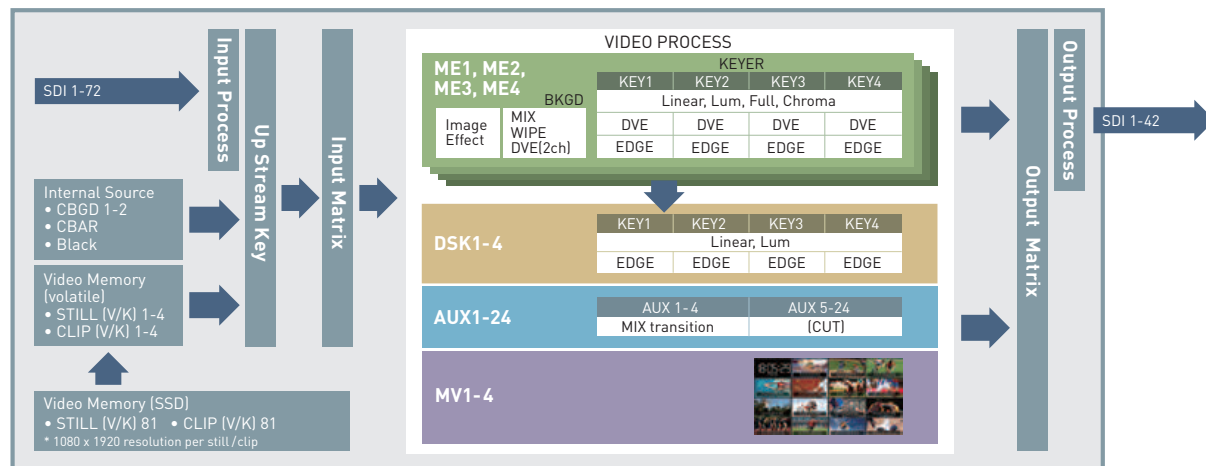 SDI 1-72
Input Process
Up Stream Key
Input Matrix
Internal Source
• CBGD 1-2
• CBAR
• Black
Video Memory
(volatile)
• STILL (V/K) 1-4
• CLIP (V/K) 1-4
Video Memory (SSD)
• STILL (V/K) 81 • CLIP (V/K) 81
* 1080 x 1920 resolution per still/clip
VIDEO PROCESS
ME1, ME2,
ME3, ME4
BKGD
Image
Effect
MIX
WIPE
DVE(2ch)
KEYER
KEY1 KEY2 KEY3 KEY4
Linear, Lum, Full, Chroma
DVE DVE DVE DVE
EDGE EDGE EDGE EDGE
DSK1-4
KEY1 KEY2 KEY3 KEY4
Linear, Lum
EDGE EDGE EDGE EDGE
AUX1-24
AUX 1-4 AUX 5-24
MIX transition (CUT)
MV1-4
18:05:25
Output Matrix
Output Process
SDI 1-42